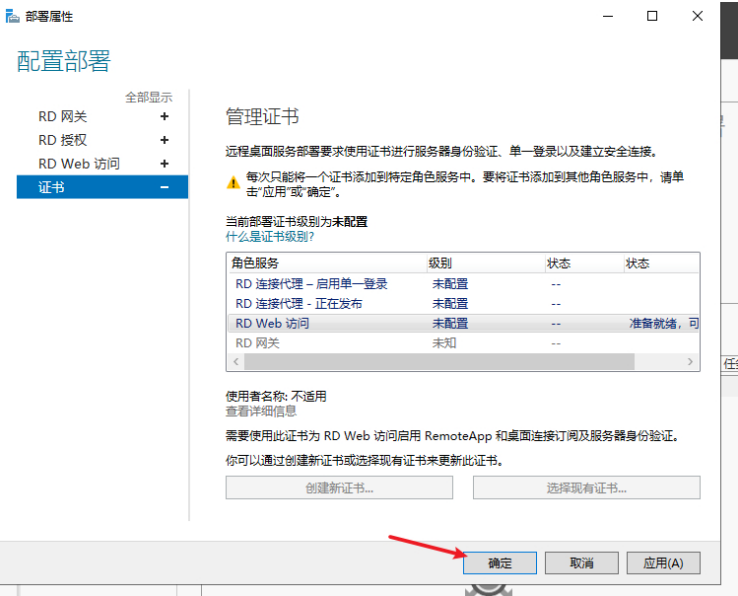 部署属性
配置部署
全部显示
RD 网关 +
RD 授权 +
RD Web 访问 +
证书 −
管理证书
远程桌面服务部署要求使用证书进行服务器身份验证、单一登录以及建立安全连接。
每次只能将一个证书添加到特定角色服务中。要将证书添加到其他角色服务中，请单
击“应用”或“确定”。
当前部署证书级别为未配置
什么是证书级别?
角色服务 级别 状态 状态
RD 连接代理 – 启用单一登录 未配置 --
RD 连接代理 - 正在发布 未配置 --
RD Web 访问 未配置 -- 准备就绪，可
RD 网关 未知 --
使用者名称: 不适用
查看详细信息
需要使用此证书为 RD Web 访问启用 RemoteApp 和桌面连接订阅及服务器身份验证。
你可以通过创建新证书或选择现有证书来更新此证书。
创建新证书... 选择现有证书...
确定 取消 应用(A)